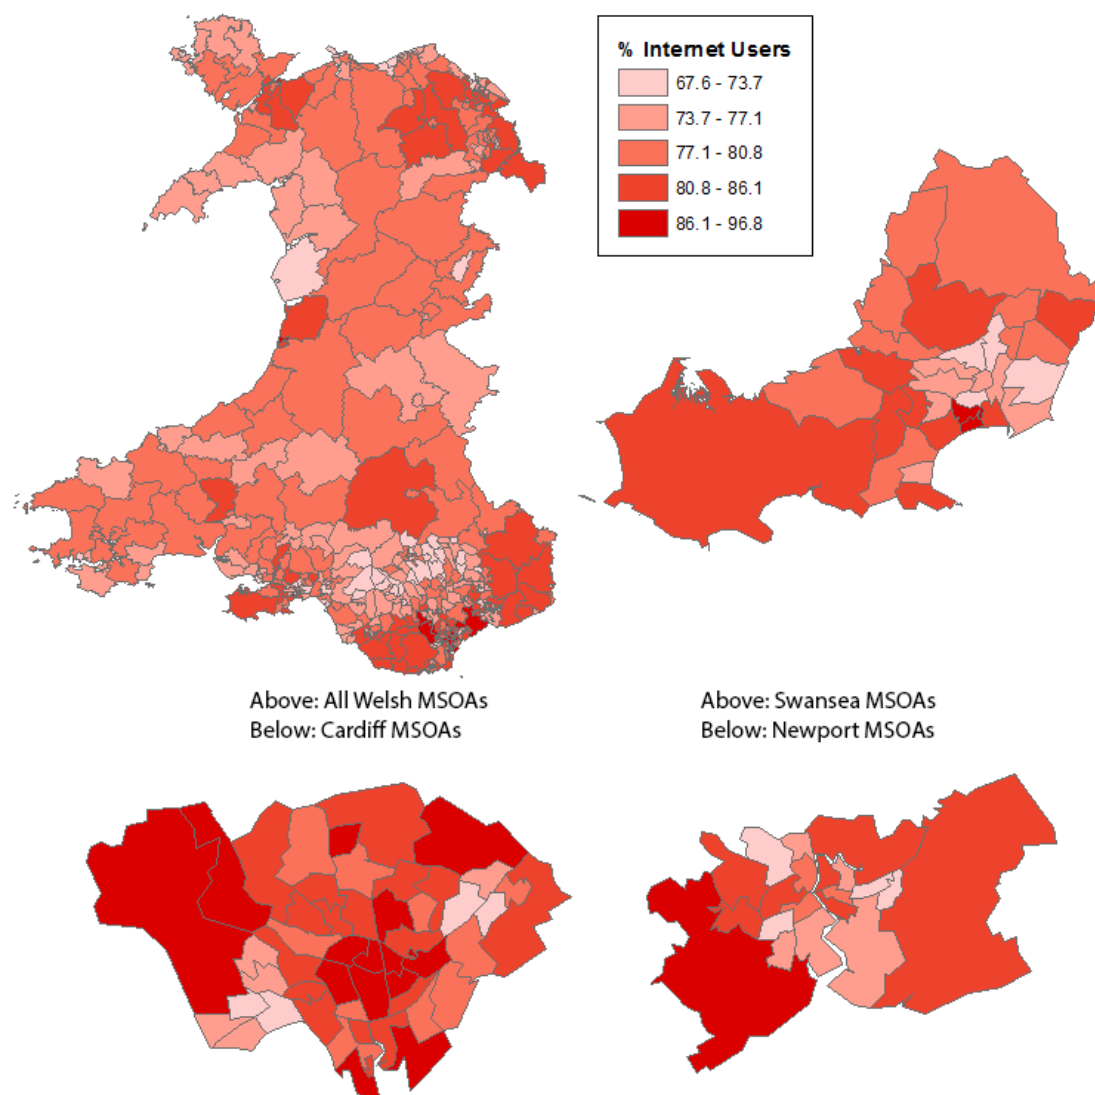 % Internet Users
67.6 - 73.7
73.7 - 77.1
77.1 - 80.8
80.8 - 86.1
86.1 - 96.8
Above: All Welsh MSOAs
Below: Cardiff MSOAs
Above: Swansea MSOAs
Below: Newport MSOAs